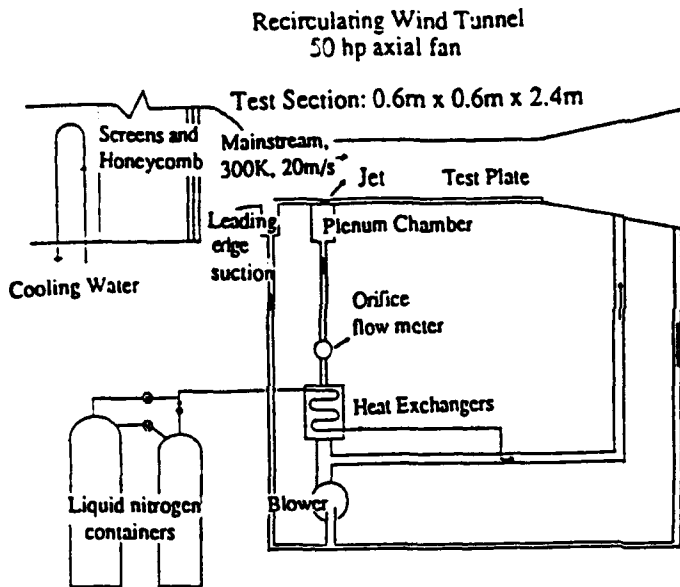 Recirculating Wind Tunnel
50 hp axial fan
Test Section: 0.6m x 0.6m x 2.4m
Screens and
Honeycomb
Mainstream,
300K, 20m/s
Jet
Test Plate
Leading
edge
suction
Plenum Chamber
Cooling Water
Orifice
flow meter
Heat Exchangers
Liquid nitrogen
containers
Blower